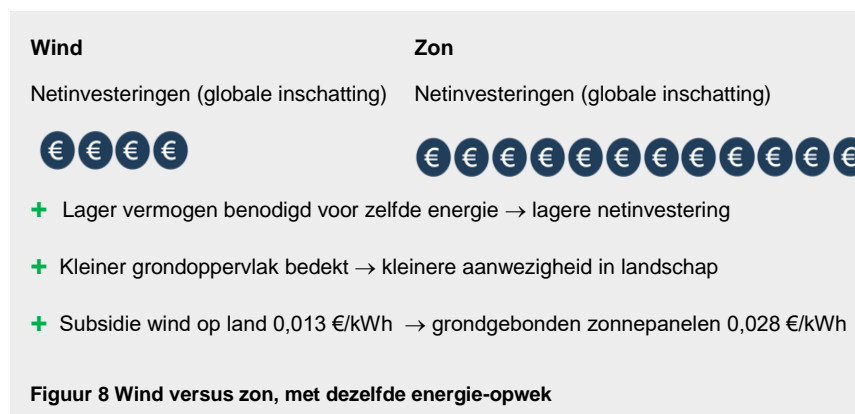 Wind Zon
Netinvesteringen (globale inschatting) Netinvesteringen (globale inschatting)
€ € € € € € € € € € € € € € € €
+ Lager vermogen benodigd voor zelfde energie → lagere netinvestering
+ Kleiner grondoppervlak bedekt → kleinere aanwezigheid in landschap
+ Subsidie wind op land 0,013 €/kWh → grondgebonden zonnepanelen 0,028 €/kWh
Figuur 8 Wind versus zon, met dezelfde energie-opwek